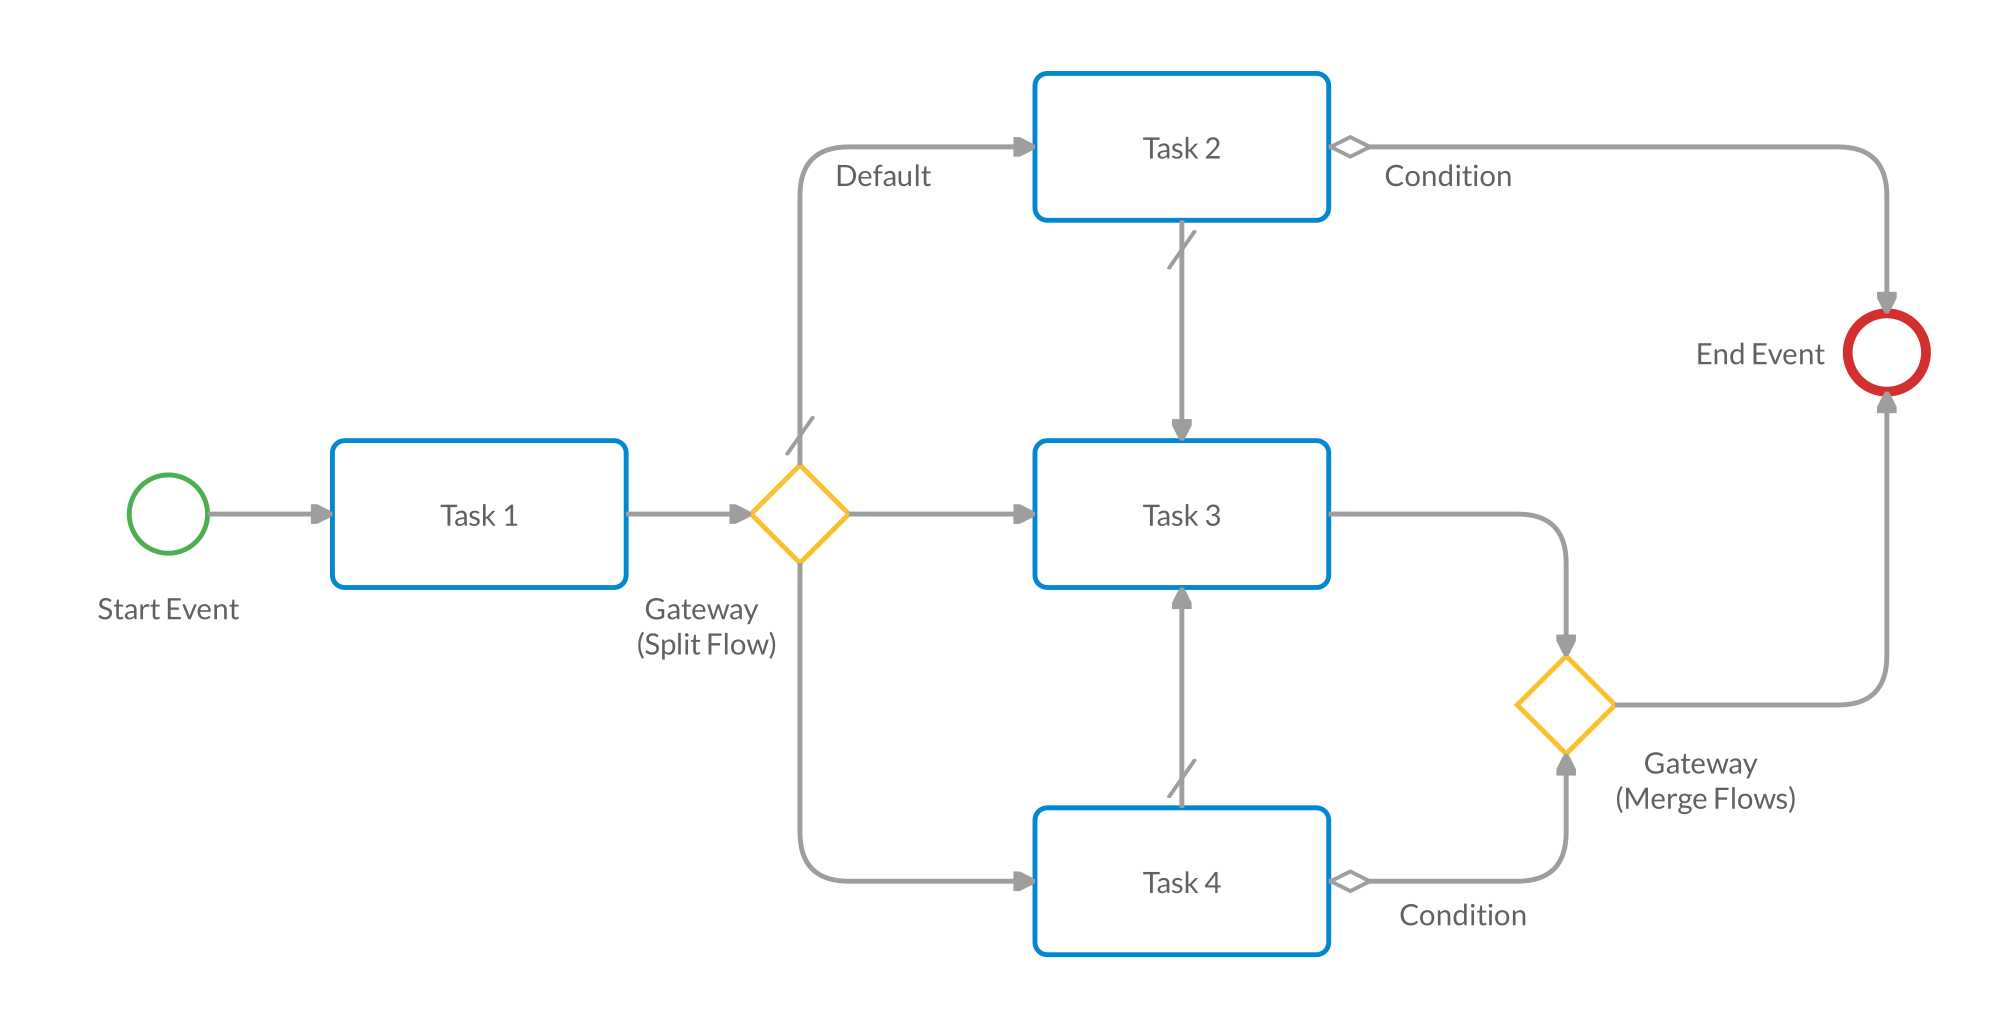 Task 2
Default
Condition
End Event
Task 1
Task 3
Start Event
Gateway
(Split Flow)
Gateway
(Merge Flows)
Task 4
Condition